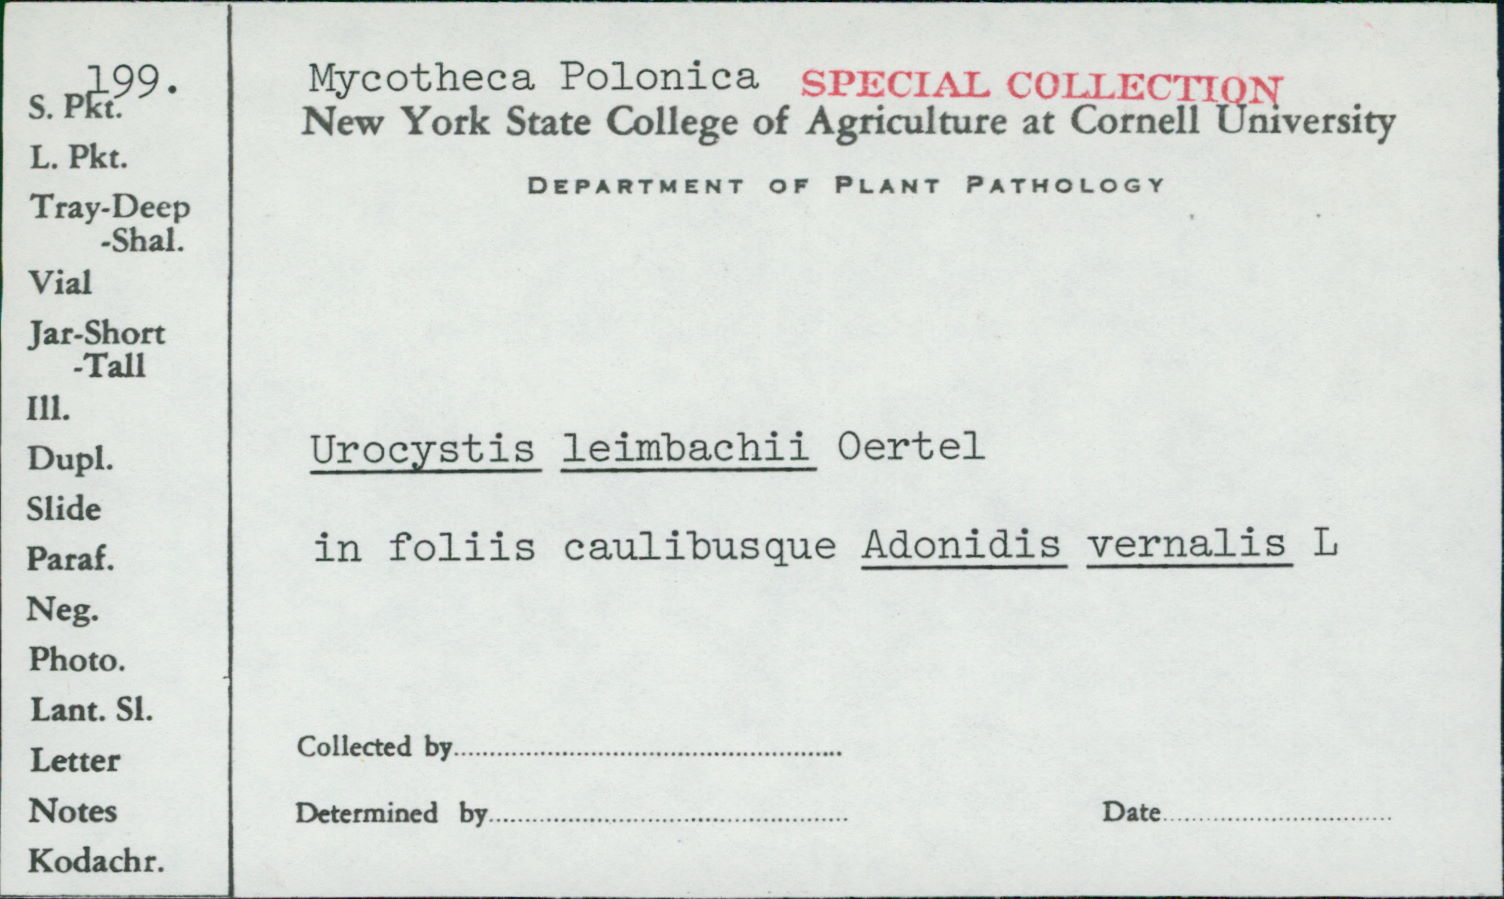 199.
S. Pkt.
L. Pkt.
Tray-Deep
-Shal.
Vial
Jar-Short
-Tall
Ill.
Dupl.
Slide
Paraf.
Neg.
Photo.
Lant. Sl.
Letter
Notes
Kodachr.
Mycotheca Polonica SPECIAL COLLECTION
New York State College of Agriculture at Cornell University
DEPARTMENT OF PLANT PATHOLOGY
Urocystis leimbachii Oertel
in foliis caulibusque Adonidis vernalis L
Collected by
Determined by Date